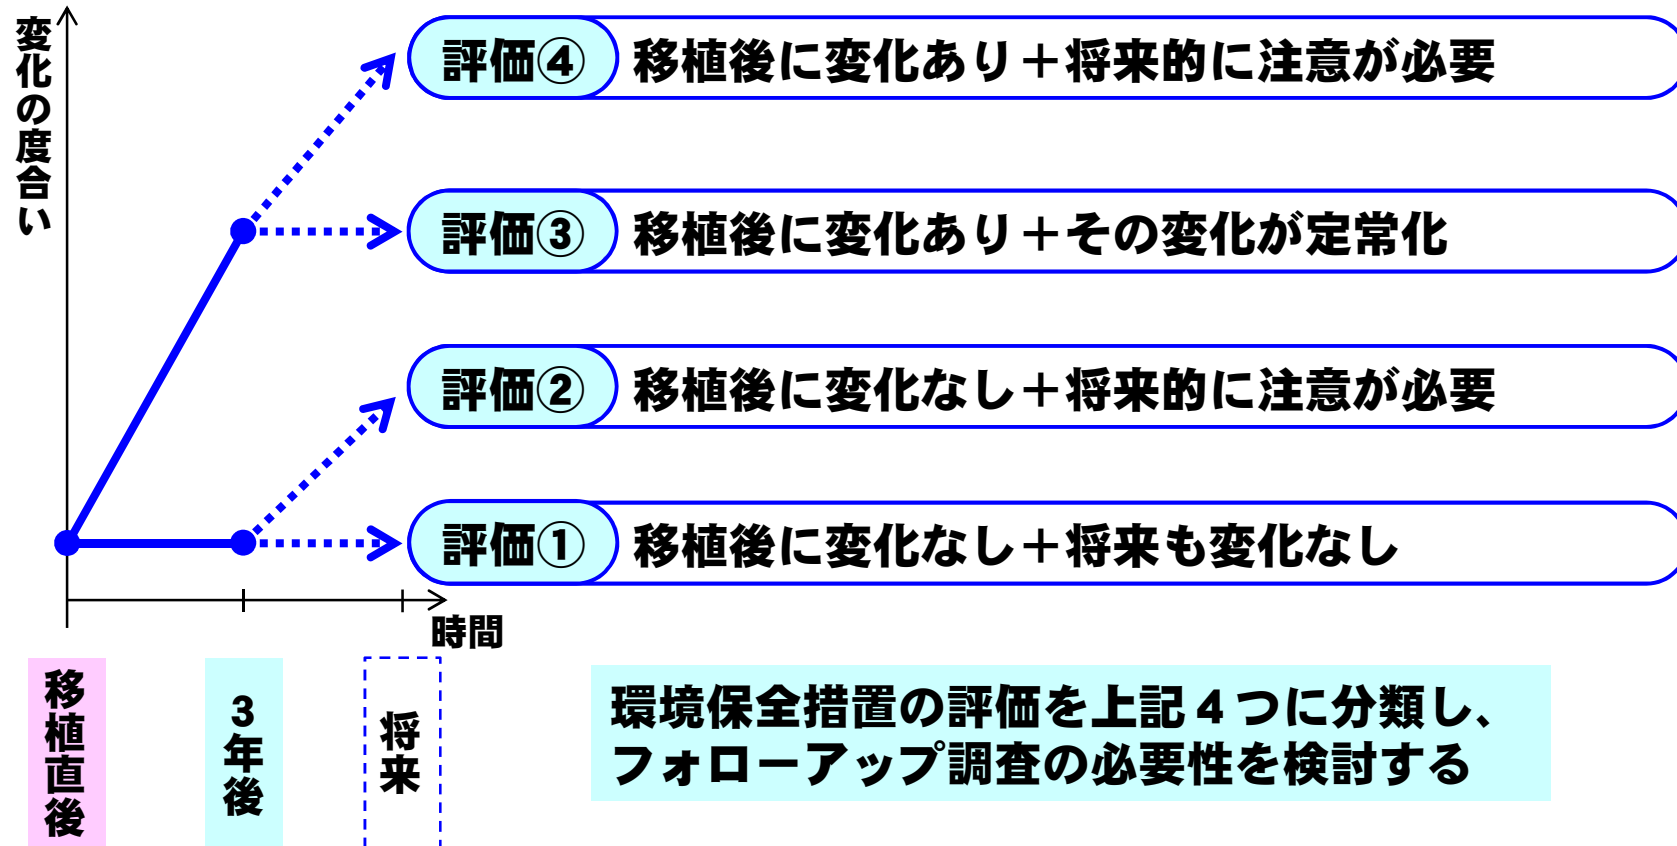 変化の度合い
評価④ 移植後に変化あり＋将来的に注意が必要
評価③ 移植後に変化あり＋その変化が定常化
評価② 移植後に変化なし＋将来的に注意が必要
評価① 移植後に変化なし＋将来も変化なし
時間
移植直後
3年後
将来
環境保全措置の評価を上記４つに分類し、
フォローアップ調査の必要性を検討する